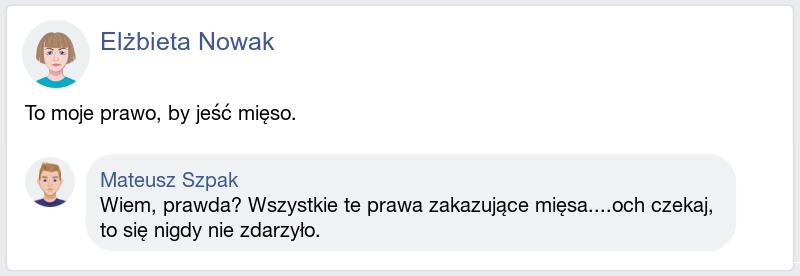 Elżbieta Nowak
To moje prawo, by jeść mięso.
Mateusz Szpak
Wiem, prawda? Wszystkie te prawa zakazujące mięsa....och czekaj,
to się nigdy nie zdarzyło.